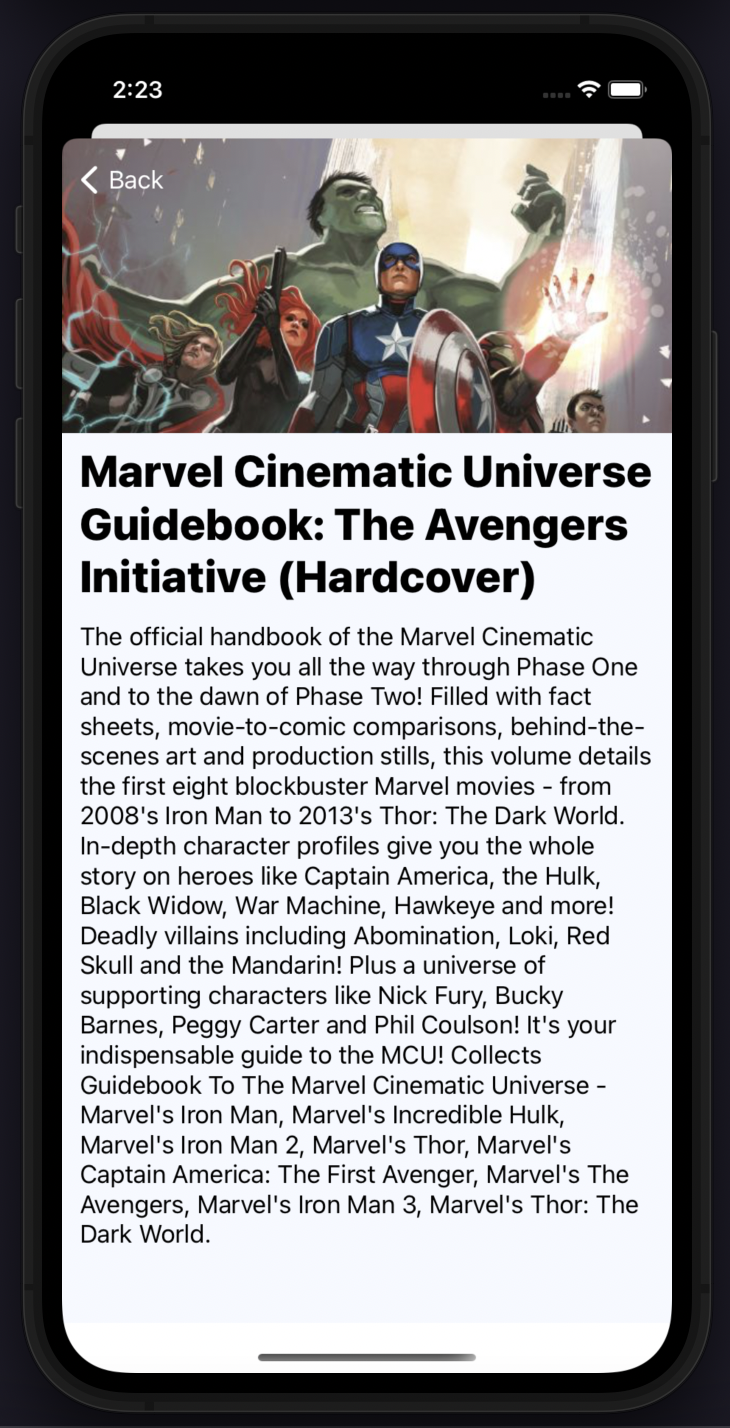 2:23
Back
Marvel Cinematic Universe
Guidebook: The Avengers
Initiative (Hardcover)
The official handbook of the Marvel Cinematic
Universe takes you all the way through Phase One
and to the dawn of Phase Two! Filled with fact
sheets, movie-to-comic comparisons, behind-the-
scenes art and production stills, this volume details
the first eight blockbuster Marvel movies - from
2008's Iron Man to 2013's Thor: The Dark World.
In-depth character profiles give you the whole
story on heroes like Captain America, the Hulk,
Black Widow, War Machine, Hawkeye and more!
Deadly villains including Abomination, Loki, Red
Skull and the Mandarin! Plus a universe of
supporting characters like Nick Fury, Bucky
Barnes, Peggy Carter and Phil Coulson! It's your
indispensable guide to the MCU! Collects
Guidebook To The Marvel Cinematic Universe -
Marvel's Iron Man, Marvel's Incredible Hulk,
Marvel's Iron Man 2, Marvel's Thor, Marvel's
Captain America: The First Avenger, Marvel's The
Avengers, Marvel's Iron Man 3, Marvel's Thor: The
Dark World.